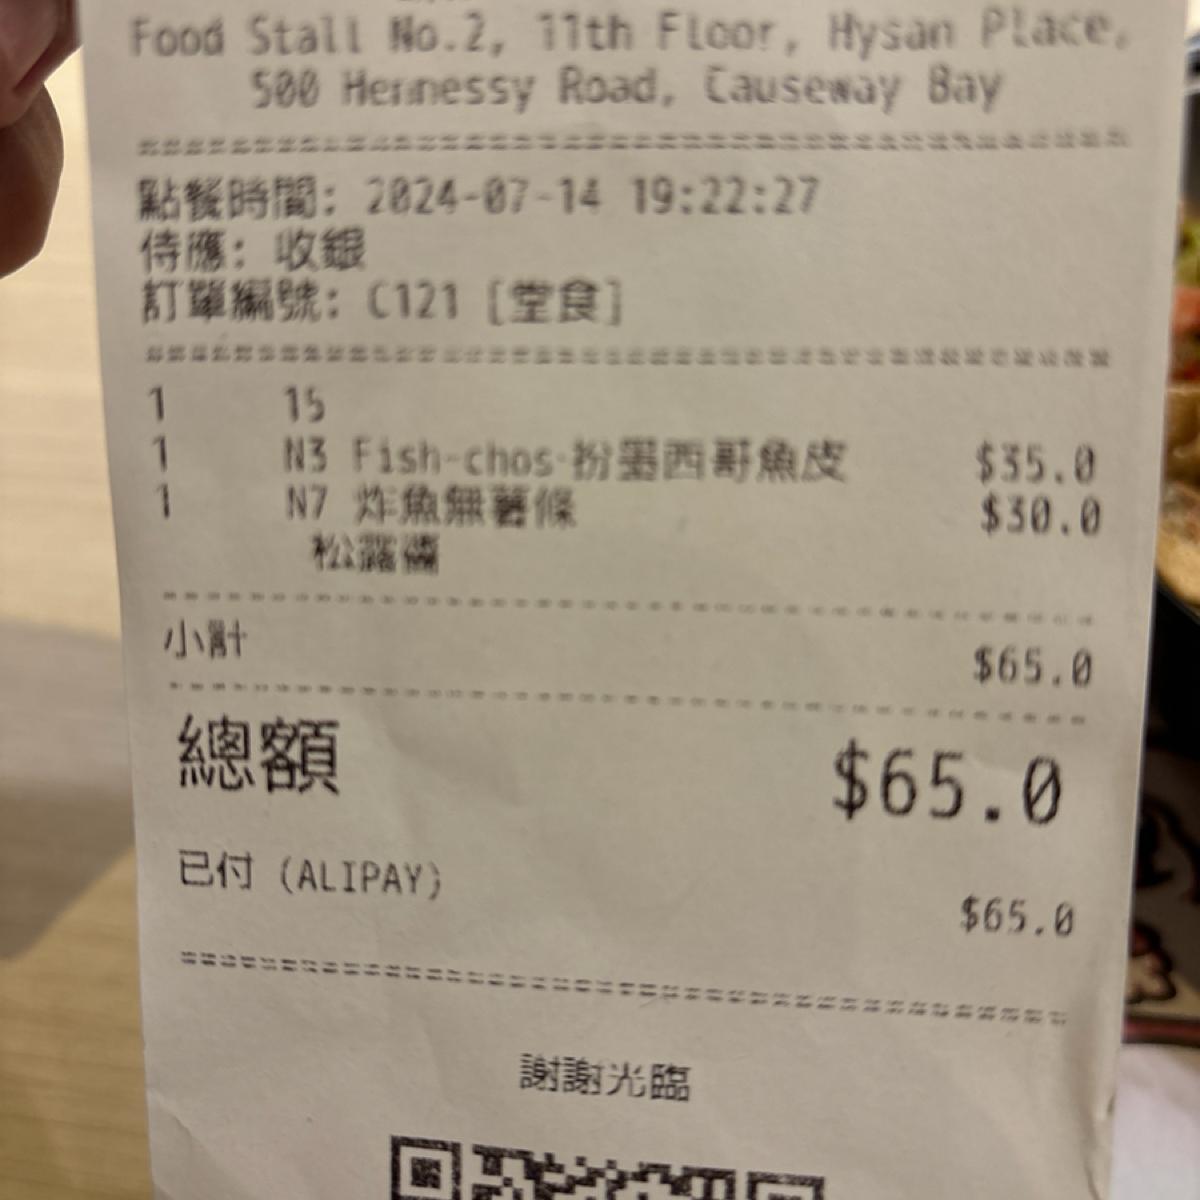 Food Stall No.2, 11th Floor, Hysan Place,
500 Hennessy Road, Causeway Bay
點餐時間: 2024-07-14 19:22:27
侍應: 收銀
訂單編號: C121 [堂食]
1 15
1 N3 Fish-chos 扮墨西哥魚皮 $35.0
1 N7 炸魚無薯條 $30.0
松露醬
小計 $65.0
總額 $65.0
已付 (ALIPAY) $65.0
謝謝光臨